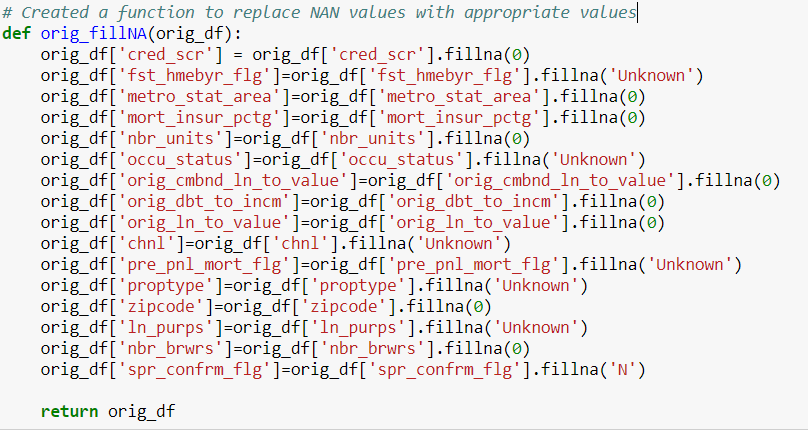 # Created a function to replace NAN values with appropriate values
def orig_fillNA(orig_df):
    orig_df['cred_scr'] = orig_df['cred_scr'].fillna(0)
    orig_df['fst_hmebyr_flg']=orig_df['fst_hmebyr_flg'].fillna('Unknown')
    orig_df['metro_stat_area']=orig_df['metro_stat_area'].fillna(0)
    orig_df['mort_insur_pctg']=orig_df['mort_insur_pctg'].fillna(0)
    orig_df['nbr_units']=orig_df['nbr_units'].fillna(0)
    orig_df['occu_status']=orig_df['occu_status'].fillna('Unknown')
    orig_df['orig_cmbnd_ln_to_value']=orig_df['orig_cmbnd_ln_to_value'].fillna(0)
    orig_df['orig_dbt_to_incm']=orig_df['orig_dbt_to_incm'].fillna(0)
    orig_df['orig_ln_to_value']=orig_df['orig_ln_to_value'].fillna(0)
    orig_df['chnl']=orig_df['chnl'].fillna('Unknown')
    orig_df['pre_pnl_mort_flg']=orig_df['pre_pnl_mort_flg'].fillna('Unknown')
    orig_df['proptype']=orig_df['proptype'].fillna('Unknown')
    orig_df['zipcode']=orig_df['zipcode'].fillna(0)
    orig_df['ln_purps']=orig_df['ln_purps'].fillna('Unknown')
    orig_df['nbr_brwrs']=orig_df['nbr_brwrs'].fillna(0)
    orig_df['spr_confrm_flg']=orig_df['spr_confrm_flg'].fillna('N')
    return orig_df